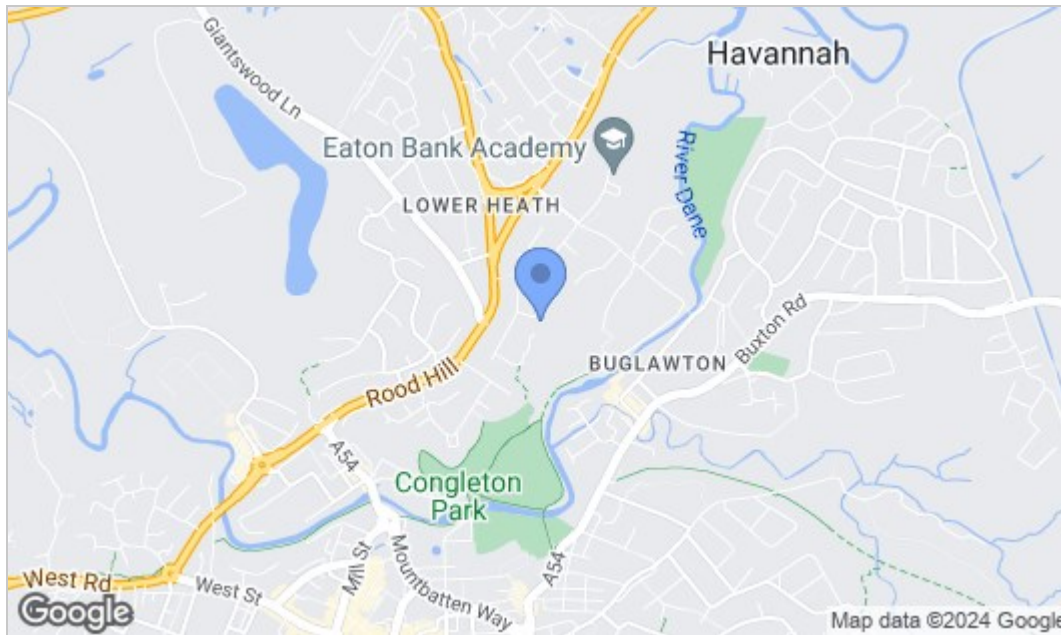 Giantswood Ln
Havannah
Eaton Bank Academy
River Dane
LOWER HEATH
Buxton Rd
BUGLAWTON
Rood Hill
A54
Congleton
Park
A54
Mill St
Mountbatten Way
West Rd
West St
Google
Map data ©2024 Google